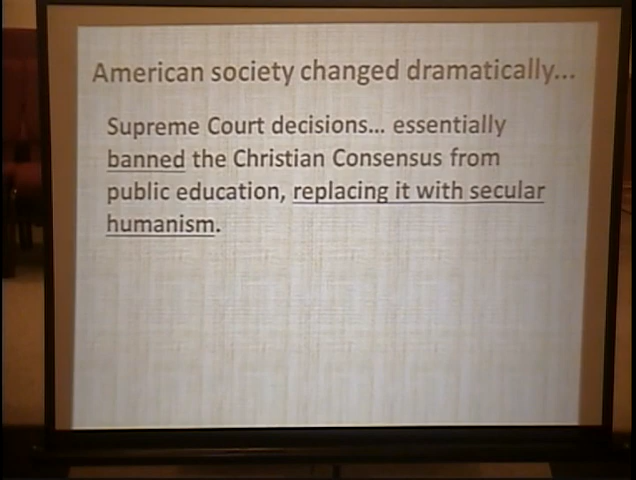 American society changed dramatically...
Supreme Court decisions... essentially
banned the Christian Consensus from
public education, replacing it with secular
humanism.